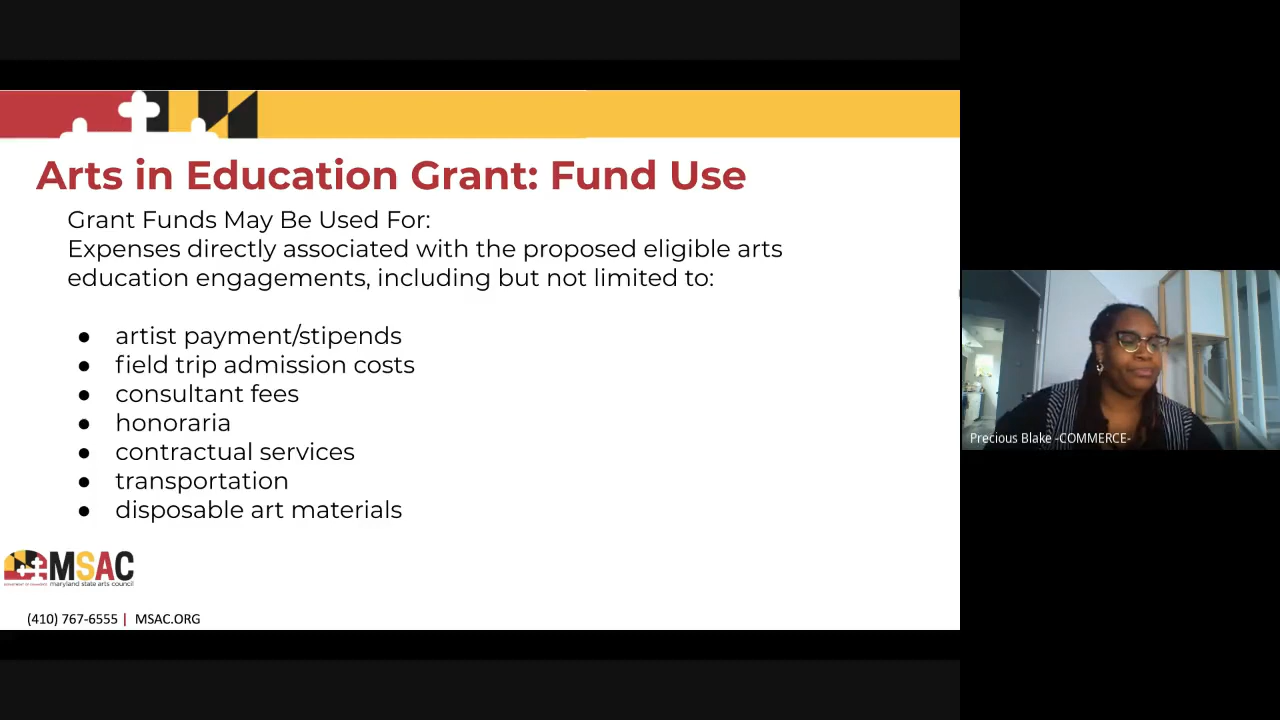 Arts in Education Grant: Fund Use
Grant Funds May Be Used For:
Expenses directly associated with the proposed eligible arts
education engagements, including but not limited to:
● artist payment/stipends
● field trip admission costs
● consultant fees
● honoraria
● contractual services
● transportation
● disposable art materials
MSAC
maryland state arts council
(410) 767-6555 | MSAC.ORG
Precious Blake -COMMERCE-